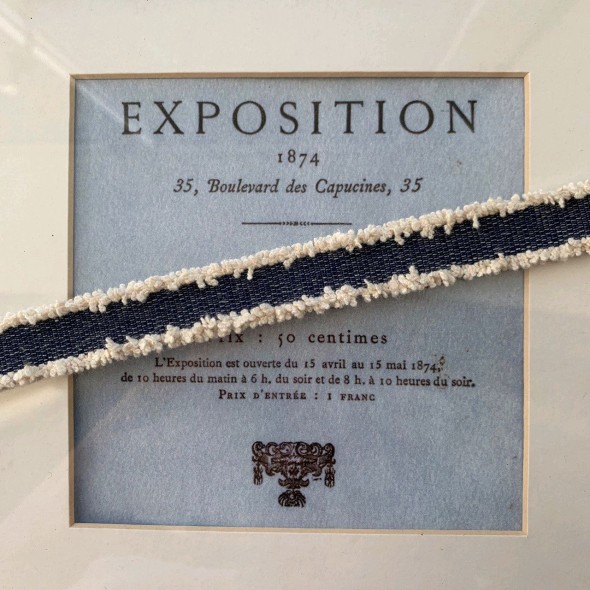 EXPOSITION
1874
35, Boulevard des Capucines, 35
: 50 centimes
L'Exposition est ouverte du 15 avril au 15 mai 1874,
de 10 heures du matin à 6 h. du soir et de 8 h. à 10 heures du soir.
PRIX D'ENTRÉE : 1 FRANC